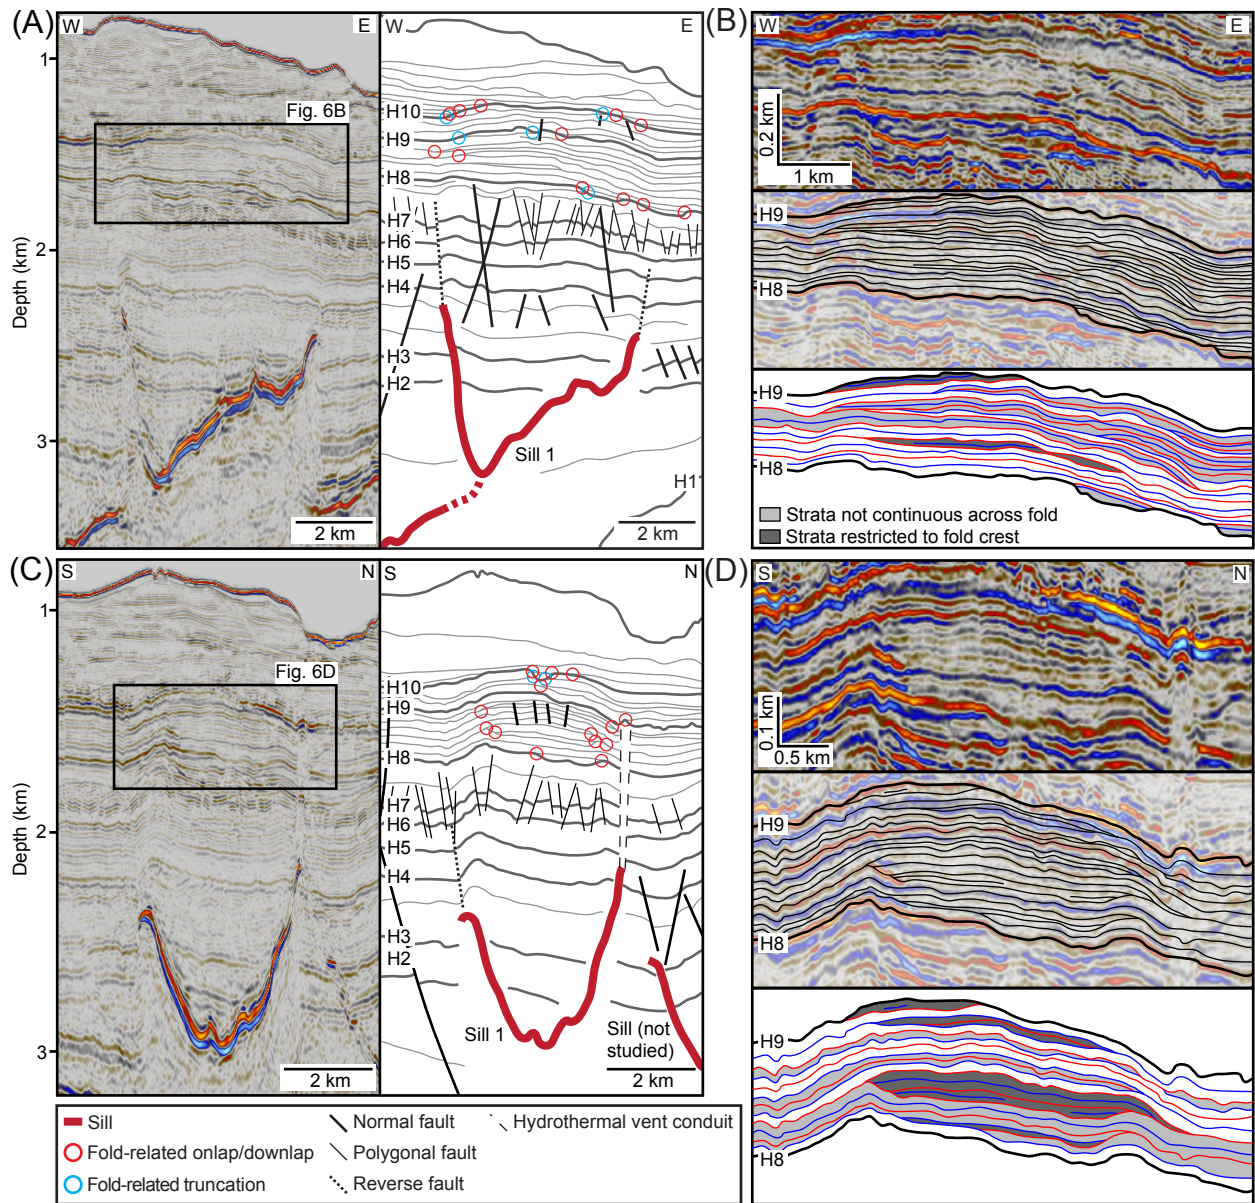 (A)
W
E
1
2
3
Depth (km)
Fig. 6B
2 km
W
E
H10
H9
H8
H7
H6
H5
H4
H3
H2
H1
Sill 1
2 km
(B)
W
E
0.2 km
1 km
H9
H8
H9
H8
Strata not continuous across fold
Strata restricted to fold crest
(C)
S
N
1
2
3
Depth (km)
Fig. 6D
2 km
S
N
H10
H9
H8
H7
H6
H5
H4
H3
H2
Sill 1
Sill (not
studied)
2 km
(D)
S
N
0.1 km
0.5 km
H9
H8
H9
H8
Sill
Fold-related onlap/downlap
Fold-related truncation
Normal fault
Polygonal fault
Reverse fault
Hydrothermal vent conduit